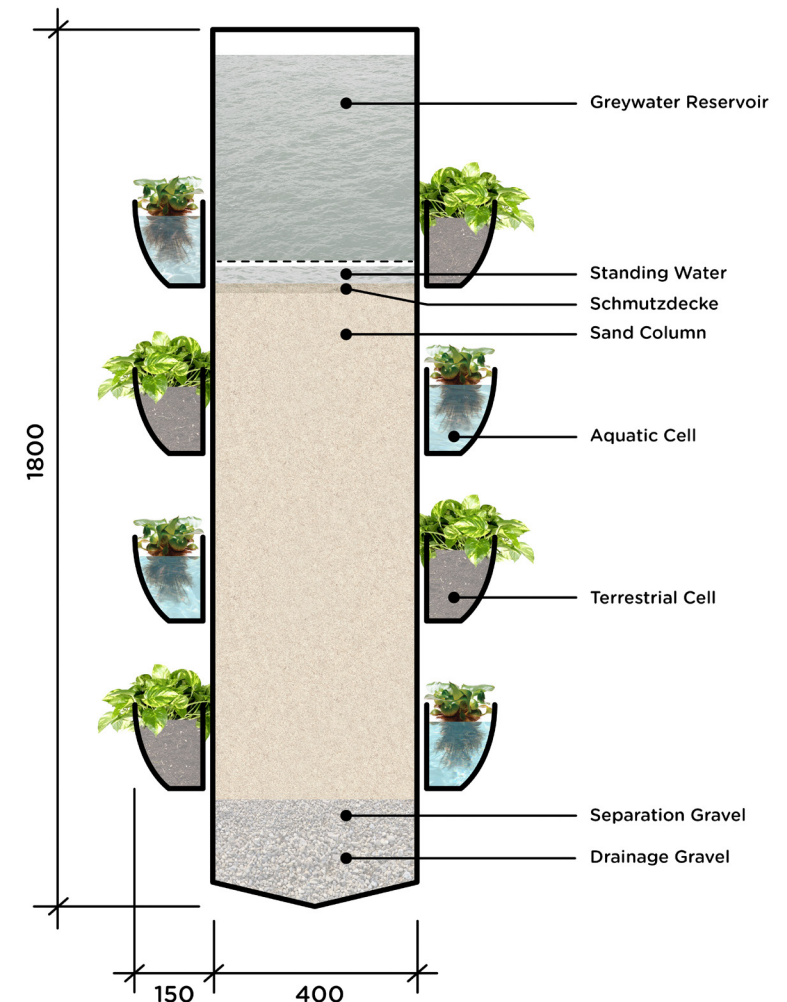 Greywater Reservoir
Standing Water
Schmutzdecke
Sand Column
Aquatic Cell
1800
Terrestrial Cell
Separation Gravel
Drainage Gravel
150
400